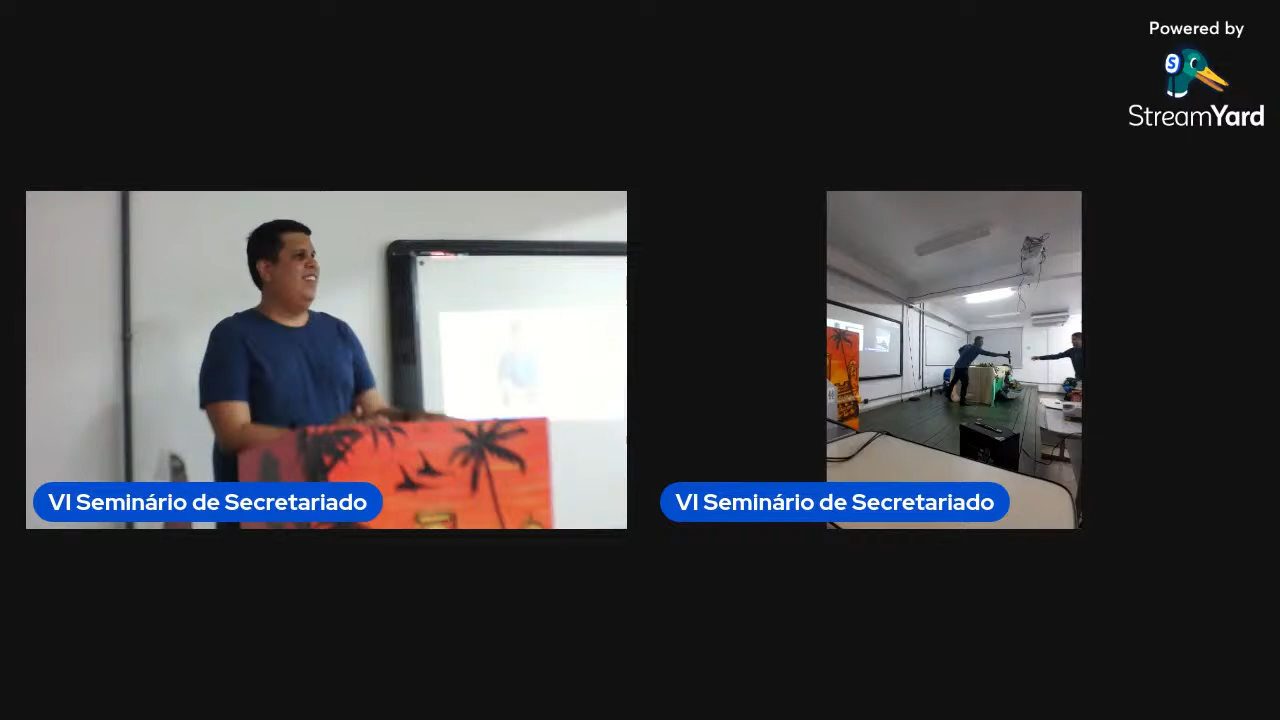 Powered by
S
StreamYard
VI Seminário de Secretariado
VI Seminário de Secretariado